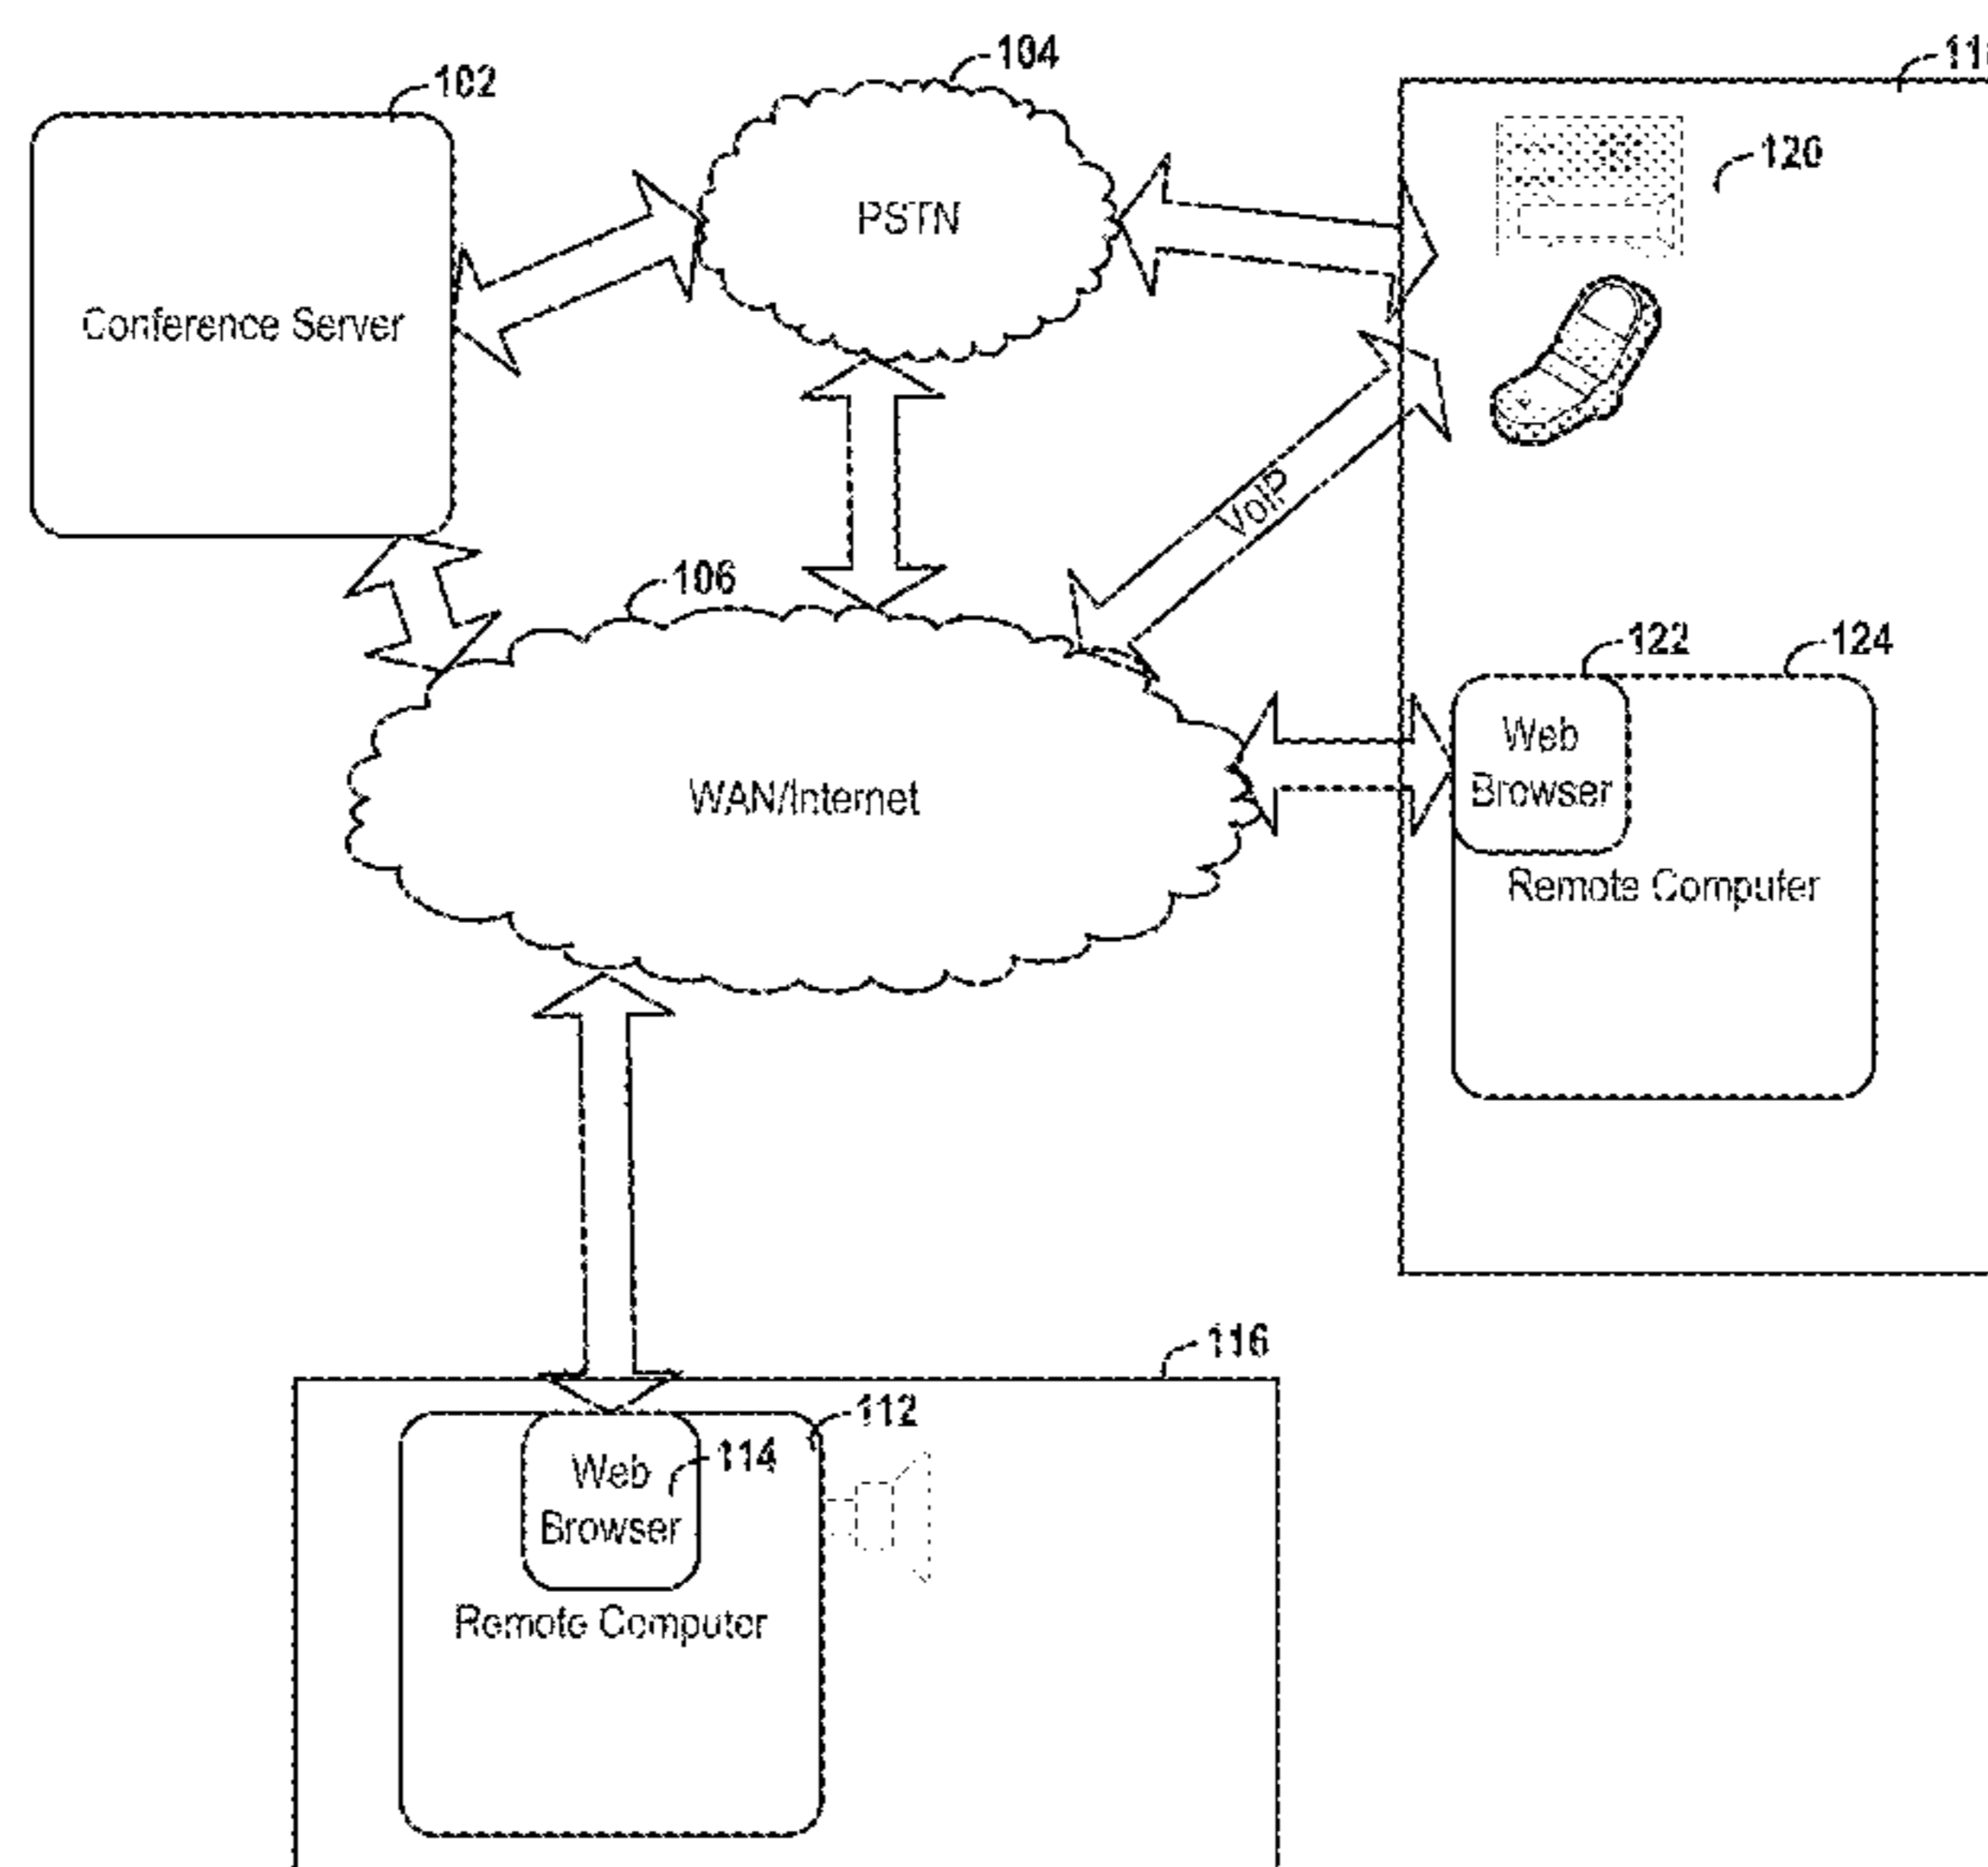 102
104
120
PSTN
Conference Server
VoIP
106
122
124
Web
Browser
WAN/Internet
Remote Computer
116
112
114
Web
Browser
Remote Computer